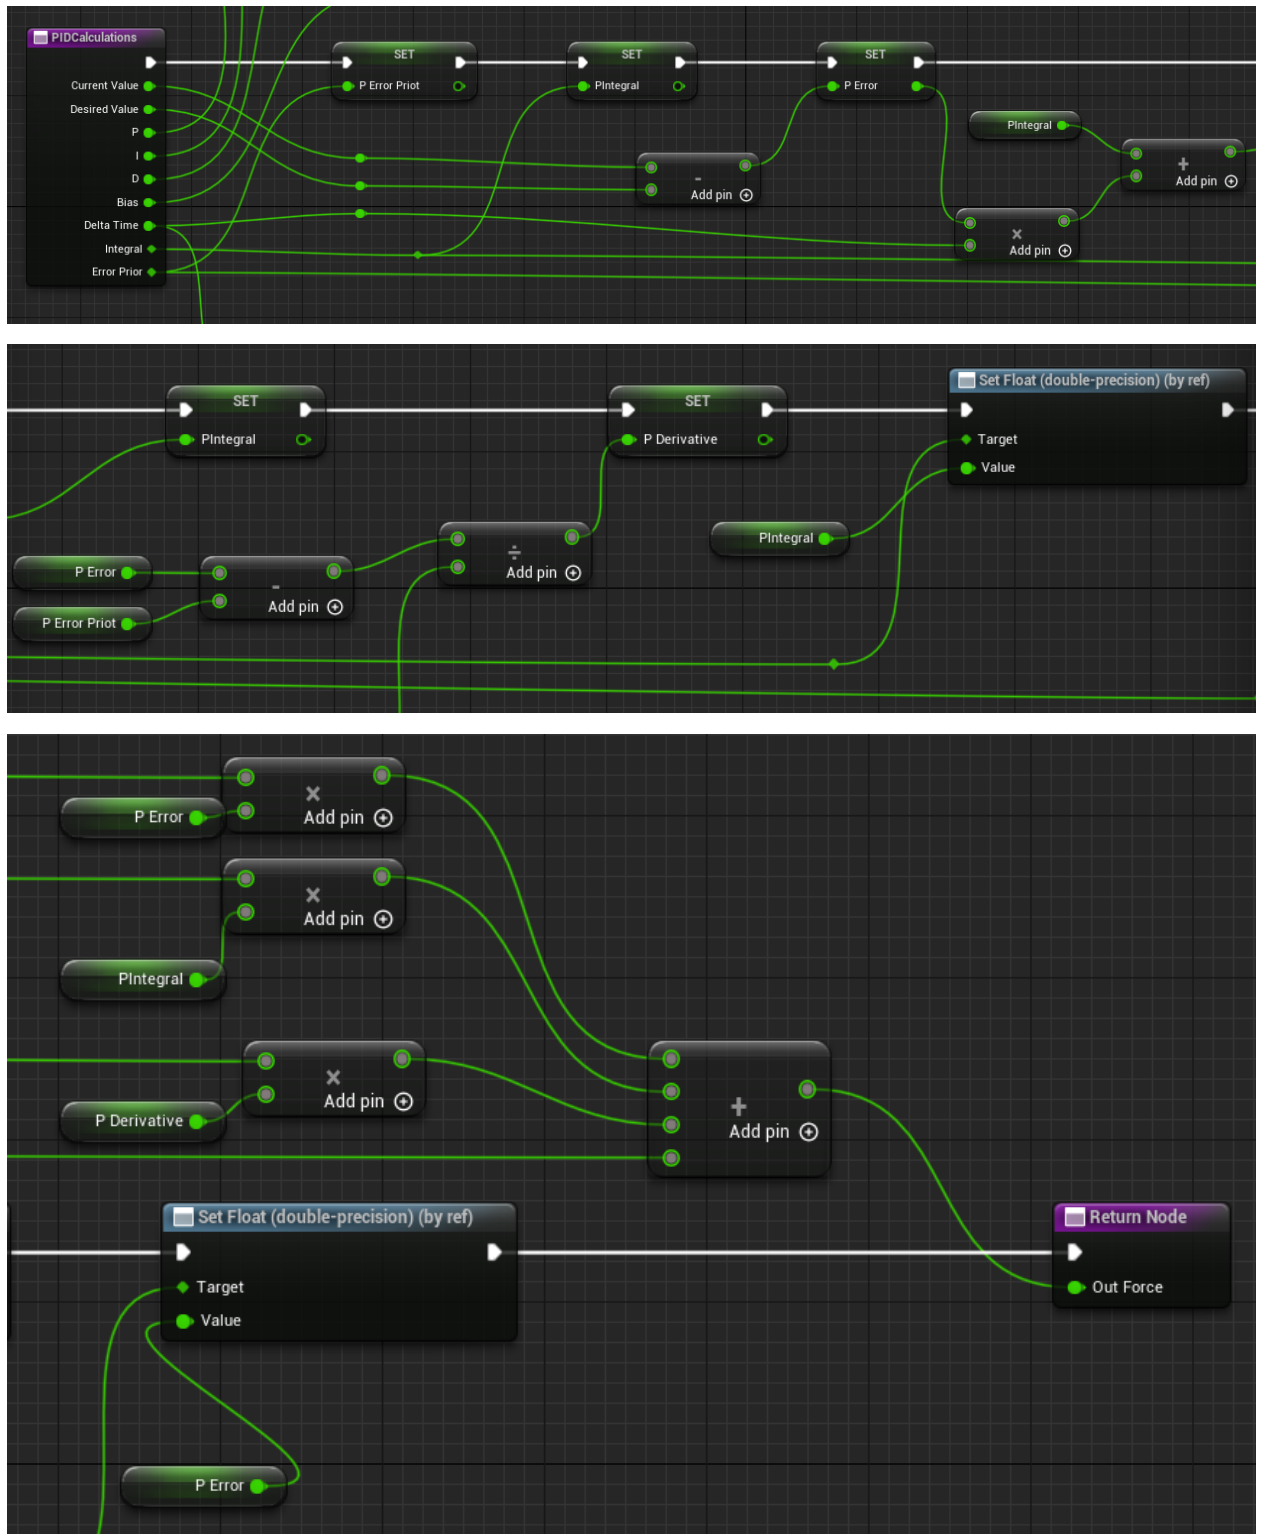 PIDCalculations
Current Value
Desired Value
P
I
D
Bias
Delta Time
Integral
Error Prior
SET
P Error Priot
SET
PIntegral
SET
P Error
-
Add pin
PIntegral
+
Add pin
×
Add pin
SET
PIntegral
SET
P Derivative
Set Float (double-precision) (by ref)
Target
Value
P Error
P Error Priot
-
Add pin
÷
Add pin
PIntegral
P Error
×
Add pin
×
Add pin
PIntegral
×
Add pin
P Derivative
+
Add pin
Set Float (double-precision) (by ref)
Target
Value
P Error
Return Node
Out Force